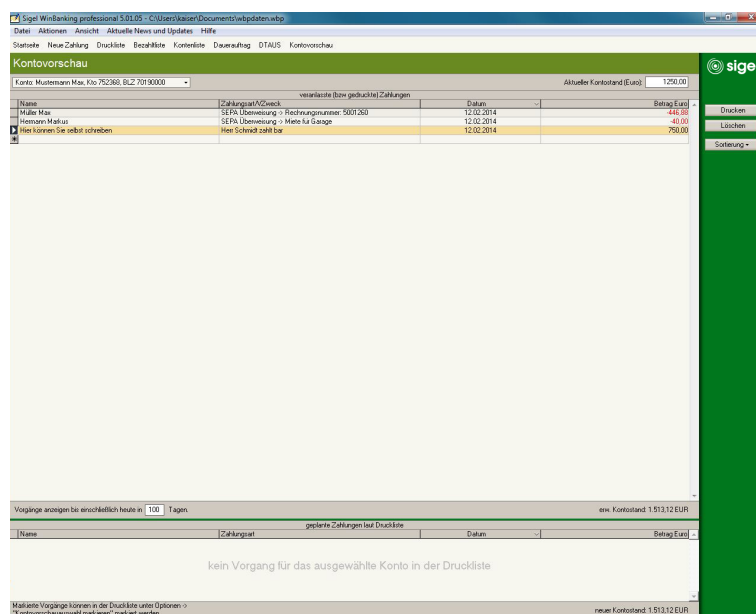 Sigel WinBanking professional 5.01.05 - C:\Users\kaiser\Documents\wbpdaten.wbp
Datei Aktionen Ansicht Aktuelle News und Updates Hilfe
Startseite Neue Zahlung Druckliste Bezahltliste Kontenliste Dauerauftrag DTAUS Kontovorschau
Kontovorschau
sige
Konto: Mustermann Max, Kto 752368, BLZ 70190000
Aktueller Kontostand (Euro): 1250,00
veranlasste (bzw gedruckte) Zahlungen
Name Zahlungsart/VZweck Datum Betrag Euro
Müller Max SEPA Überweisung -> Rechnungsnummer: 5001260 12.02.2014 -446,88
Hermann Markus SEPA Überweisung -> Miete für Garage 12.02.2014 -40,00
Hier können Sie selbst schreiben Herr Schmidt zahlt bar 12.02.2014 750,00
Drucken
Löschen
Sortierung
Vorgänge anzeigen bis einschließlich heute in 100 Tagen.
erw. Kontostand: 1.513,12 EUR
geplante Zahlungen laut Druckliste
Name Zahlungsart Datum Betrag Euro
kein Vorgang für das ausgewählte Konto in der Druckliste
Markierte Vorgänge können in der Druckliste unter Optionen ->
"Kontovorschauauswahl markieren" markiert werden
neuer Kontostand: 1.513,12 EUR